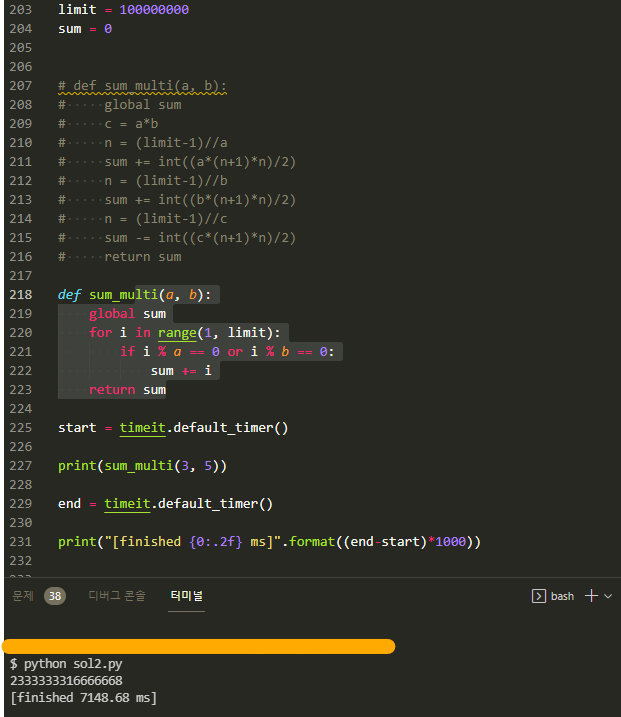 203 limit = 100000000
204 sum = 0
205
206
207 # def sum_multi(a, b):
208 #     global sum
209 #     c = a*b
210 #     n = (limit-1)//a
211 #     sum += int((a*(n+1)*n)/2)
212 #     n = (limit-1)//b
213 #     sum += int((b*(n+1)*n)/2)
214 #     n = (limit-1)//c
215 #     sum -= int((c*(n+1)*n)/2)
216 #     return sum
217
218 def sum_multi(a, b):
219     global sum
220     for i in range(1, limit):
221         if i % a == 0 or i % b == 0:
222             sum += i
223     return sum
224
225 start = timeit.default_timer()
226
227 print(sum_multi(3, 5))
228
229 end = timeit.default_timer()
230
231 print("[finished {0:.2f} ms]".format((end-start)*1000))
232
문제 38 디버그 콘솔 터미널 bash
$ python sol2.py
2333333316666668
[finished 7148.68 ms]